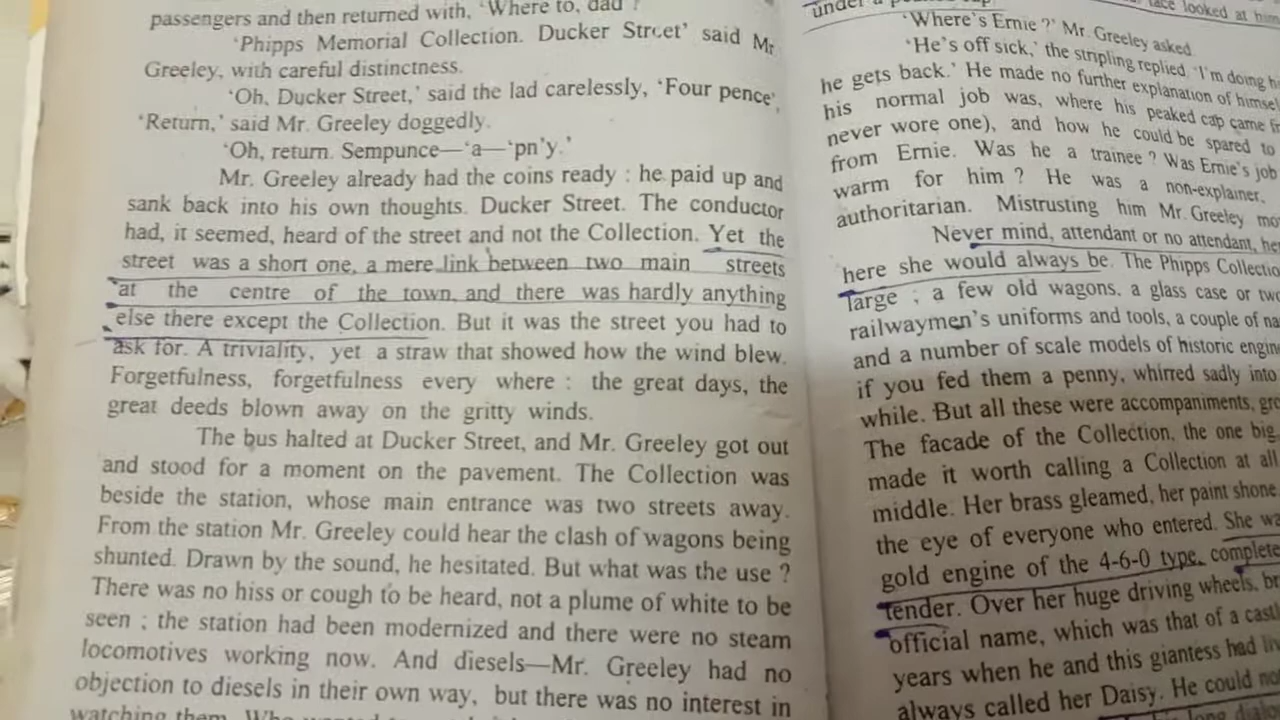 passengers and then returned with, 'Where to, dad ?
'Phipps Memorial Collection. Ducker Street' said Mr
Greeley, with careful distinctness.
'Oh, Ducker Street,' said the lad carelessly, 'Four pence',
'Return,' said Mr. Greeley doggedly.
'Oh, return. Sempunce—'a—'pn'y.'
Mr. Greeley already had the coins ready : he paid up and
sank back into his own thoughts. Ducker Street. The conductor
had, it seemed, heard of the street and not the Collection. Yet the
street was a short one, a mere link between two main streets
at the centre of the town, and there was hardly anything
else there except the Collection. But it was the street you had to
ask for. A triviality, yet a straw that showed how the wind blew.
Forgetfulness, forgetfulness every where : the great days, the
great deeds blown away on the gritty winds.
The bus halted at Ducker Street, and Mr. Greeley got out
and stood for a moment on the pavement. The Collection was
beside the station, whose main entrance was two streets away.
From the station Mr. Greeley could hear the clash of wagons being
shunted. Drawn by the sound, he hesitated. But what was the use ?
There was no hiss or cough to be heard, not a plume of white to be
seen ; the station had been modernized and there were no steam
locomotives working now. And diesels—Mr. Greeley had no
objection to diesels in their own way, but there was no interest in
watching them. Who wanted
under a peaked cap
face looked at him
'Where's Ernie ?' Mr. Greeley asked.
'He's off sick,' the stripling replied. 'I'm doing
he gets back.' He made no further explanation of
his normal job was, where his peaked cap came
never wore one), and how he could be spared to
from Ernie. Was he a trainee ? Was Ernie's job
warm for him ? He was a non-explainer,
authoritarian. Mistrusting him Mr. Greeley
Never mind, attendant or no attendant,
here she would always be. The Phipps
large ; a few old wagons, a glass case or
railwaymen's uniforms and tools, a couple of
and a number of scale models of historic
if you fed them a penny, whirred sadly into
while. But all these were accompaniments,
The facade of the Collection, the one big
made it worth calling a Collection at all
middle. Her brass gleamed, her paint shone
the eye of everyone who entered. She
gold engine of the 4-6-0 type, complete
tender. Over her huge driving wheels,
official name, which was that of a
years when he and this giantess had
always called her Daisy. He could